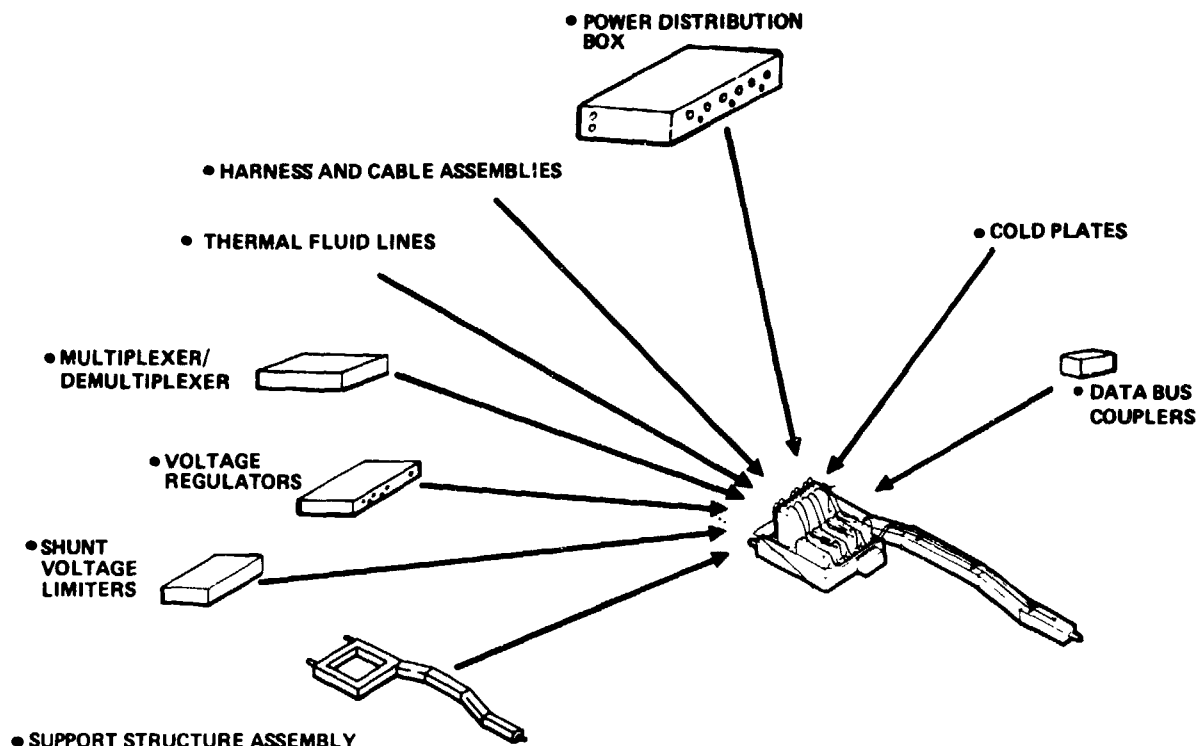 • POWER DISTRIBUTION
BOX
• HARNESS AND CABLE ASSEMBLIES
• THERMAL FLUID LINES
• COLD PLATES
• MULTIPLEXER/
DEMULTIPLEXER
• DATA BUS
COUPLERS
• VOLTAGE
REGULATORS
• SHUNT
VOLTAGE
LIMITERS
• SUPPORT STRUCTURE ASSEMBLY